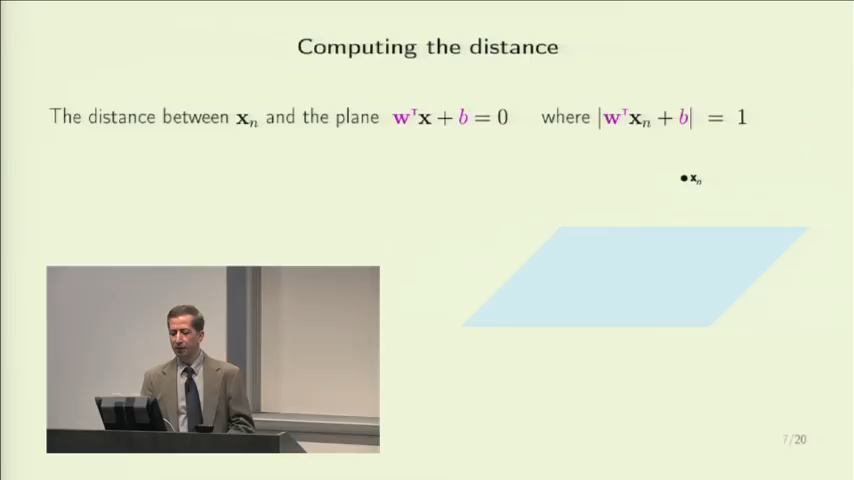 Computing the distance
The distance between xₙ and the plane wᵀx + b = 0 where |wᵀxₙ + b| = 1
xₙ
7/20